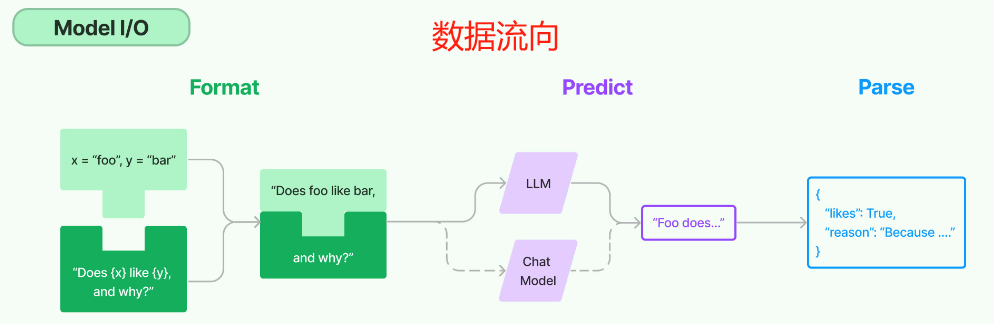 Model I/O
数据流向
Format
Predict
Parse
x = “foo”, y = “bar”
“Does {x} like {y},
and why?”
“Does foo like bar,
and why?”
LLM
Chat
Model
“Foo does...”
{
“likes”: True,
“reason”: “Because ....”
}